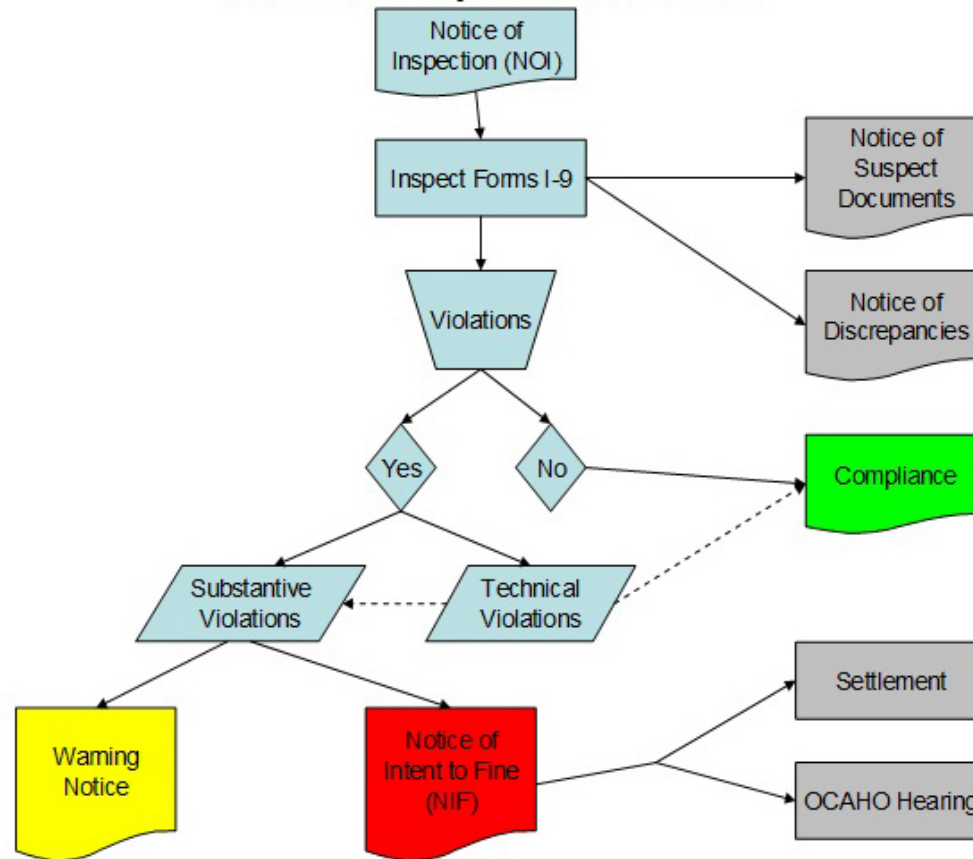 Notice of
Inspection (NOI)
Inspect Forms I-9
Notice of
Suspect
Documents
Violations
Notice of
Discrepancies
Yes
No
Compliance
Substantive
Violations
Technical
Violations
Settlement
Warning
Notice
Notice of
Intent to Fine
(NIF)
OCAHO Hearing